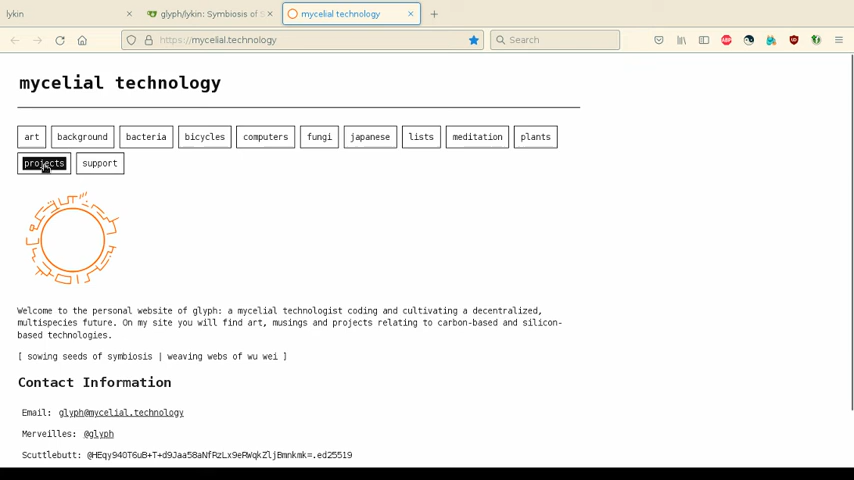 lykin
glyph/lykin: Symbiosis of
mycelial technology
https://mycelial.technology
Search
mycelial technology
art background bacteria bicycles computers fungi japanese lists meditation plants
projects support
Welcome to the personal website of glyph: a mycelial technologist coding and cultivating a decentralized,
multispecies future. On my site you will find art, musings and projects relating to carbon-based and silicon-
based technologies.
[ sowing seeds of symbiosis | weaving webs of wu wei ]
Contact Information
Email: glyph@mycelial.technology
Merveilles: @glyph
Scuttlebutt: @HEqy940T6uB+T+d9Jaa58aNfRzLx9eRWqkZljBmnkmk=.ed25519